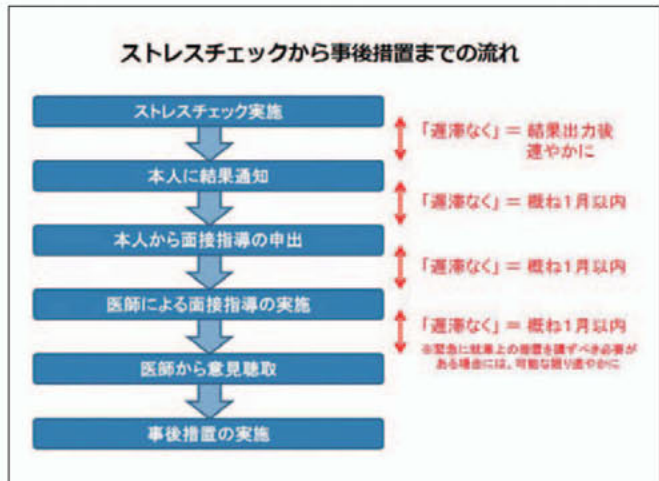 ストレスチェックから事後措置までの流れ
ストレスチェック実施
「遅滞なく」＝ 結果出力後
速やかに
本人に結果通知
「遅滞なく」＝ 概ね1月以内
本人から面接指導の申出
「遅滞なく」＝ 概ね1月以内
医師による面接指導の実施
「遅滞なく」＝ 概ね1月以内
※緊急に就業上の措置を講ずべき必要が
ある場合には、可能な限り速やかに
医師から意見聴取
事後措置の実施